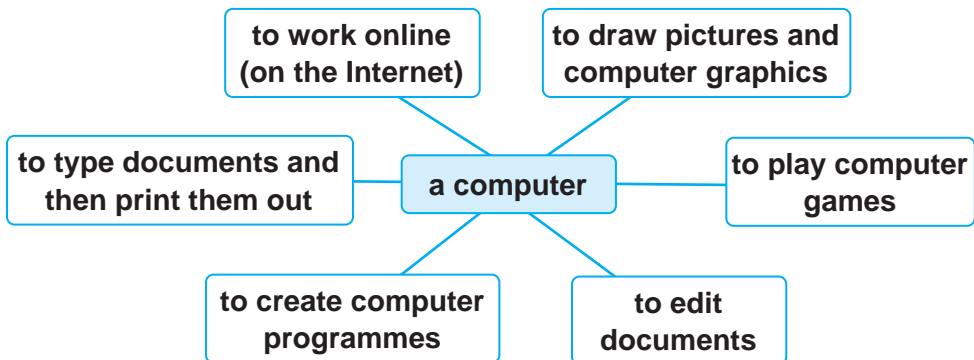 to work online
(on the Internet)
to draw pictures and
computer graphics
to type documents and
then print them out
a computer
to play computer
games
to create computer
programmes
to edit
documents